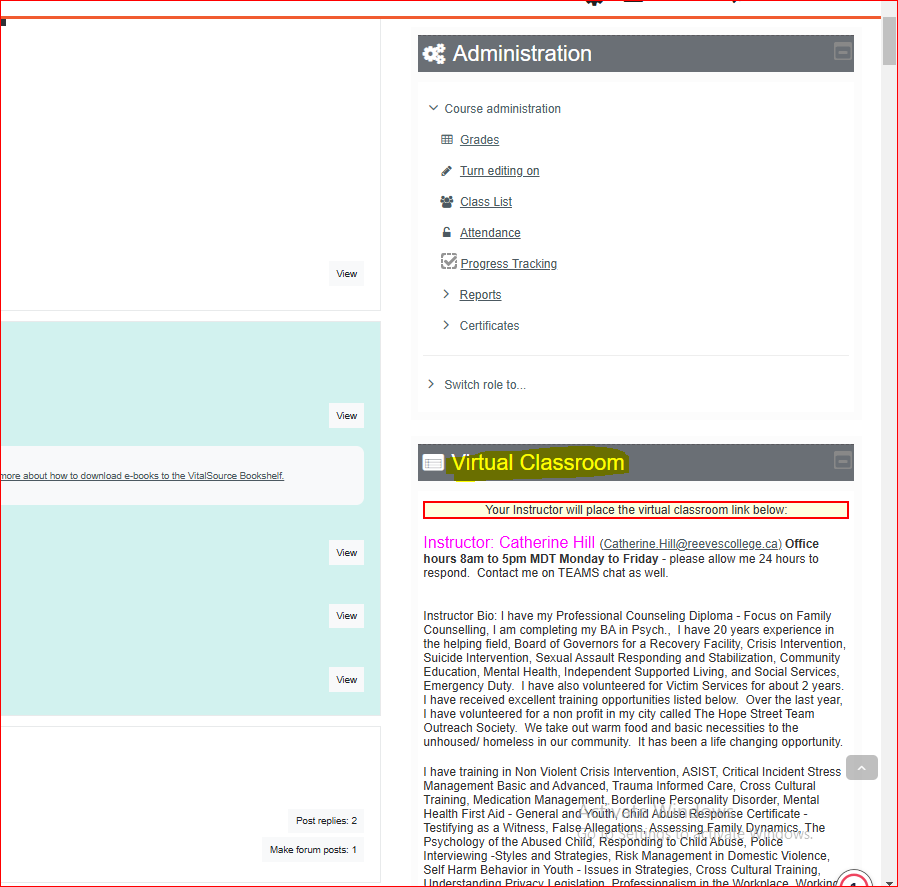 Administration
Course administration
Grades
Turn editing on
Class List
Attendance
Progress Tracking
Reports
Certificates
Switch role to...
View
View
more about how to download e-books to the VitalSource Bookshelf.
View
View
View
Post replies: 2
Make forum posts: 1
Virtual Classroom
Your Instructor will place the virtual classroom link below:
Instructor: Catherine Hill (Catherine.Hill@reevescollege.ca) Office
hours 8am to 5pm MDT Monday to Friday - please allow me 24 hours to
respond.  Contact me on TEAMS chat as well.
Instructor Bio: I have my Professional Counseling Diploma - Focus on Family
Counselling, I am completing my BA in Psych.,  I have 20 years experience in
the helping field, Board of Governors for a Recovery Facility, Crisis Intervention,
Suicide Intervention, Sexual Assault Responding and Stabilization, Community
Education, Mental Health, Independent Supported Living, and Social Services,
Emergency Duty.  I have also volunteered for Victim Services for about 2 years.
I have received excellent training opportunities listed below.  Over the last year,
I have volunteered for a non profit in my city called The Hope Street Team
Outreach Society.  We take out warm food and basic necessities to the
unhoused/ homeless in our community.  It has been a life changing opportunity.
I have training in Non Violent Crisis Intervention, ASIST, Critical Incident Stress
Management Basic and Advanced, Trauma Informed Care, Cross Cultural
Training, Medication Management, Borderline Personality Disorder, Mental
Health First Aid - General and Youth, Child Abuse Response Certificate -
Testifying as a Witness, False Allegations, Assessing Family Dynamics, The
Psychology of the Abused Child, Responding to Child Abuse, Police
Interviewing -Styles and Strategies, Risk Management in Domestic Violence,
Self Harm Behavior in Youth - Issues in Strategies, Cross Cultural Training,
Understanding Privacy Legislation, Professionalism in the Workplace, Working
Activate Windows
Go to Settings to activate Windows.